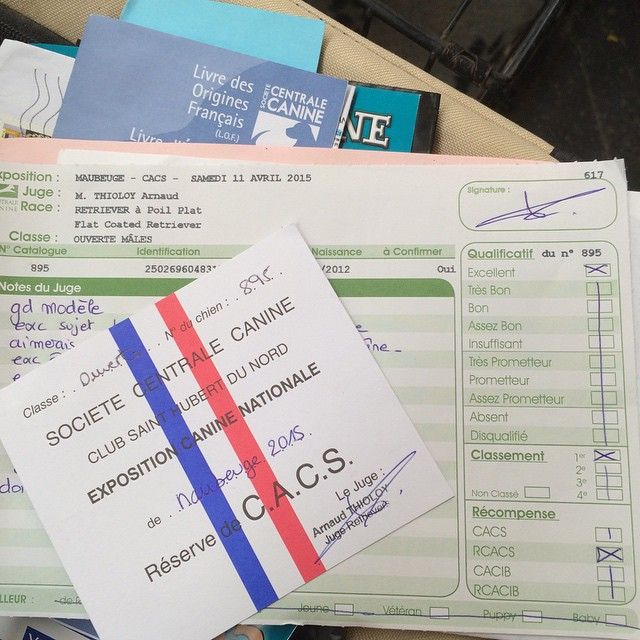 Livre des
Origines
Français
(L.O.F.)
SOCIÉTÉ
CENTRALE
CANINE
NE
xposition : MAUBEUGE - CACS - SAMEDI 11 AVRIL 2015
617
Juge : M. THIOLOY Arnaud
Race : RETRIEVER à Poil Plat
Flat Coated Retriever
Classe : OUVERTE MÂLES
Signature :
N° Catalogue Identification Naissance à Confirmer
895 25026960483 /2012 Oui
Notes du Juge
gd modèle
exc sujet
aimerais
exc
Qualificatif du n° 895
Excellent
Très Bon
Bon
Assez Bon
Insuffisant
Très Prometteur
Prometteur
Assez Prometteur
Absent
Disqualifié
Classement 1er
2e
3e
Non Classé 4e
Récompense
CACS
RCACS
CACIB
RCACIB
Jeune Vétéran Puppy Baby
Classe : Ouverte N° du chien : 895
SOCIETE CENTRALE CANINE
CLUB SAINT HUBERT DU NORD
EXPOSITION CANINE NATIONALE
de Maubeuge 2015
Réserve de C.A.C.S.
Le Juge :
Arnaud THIOLOY